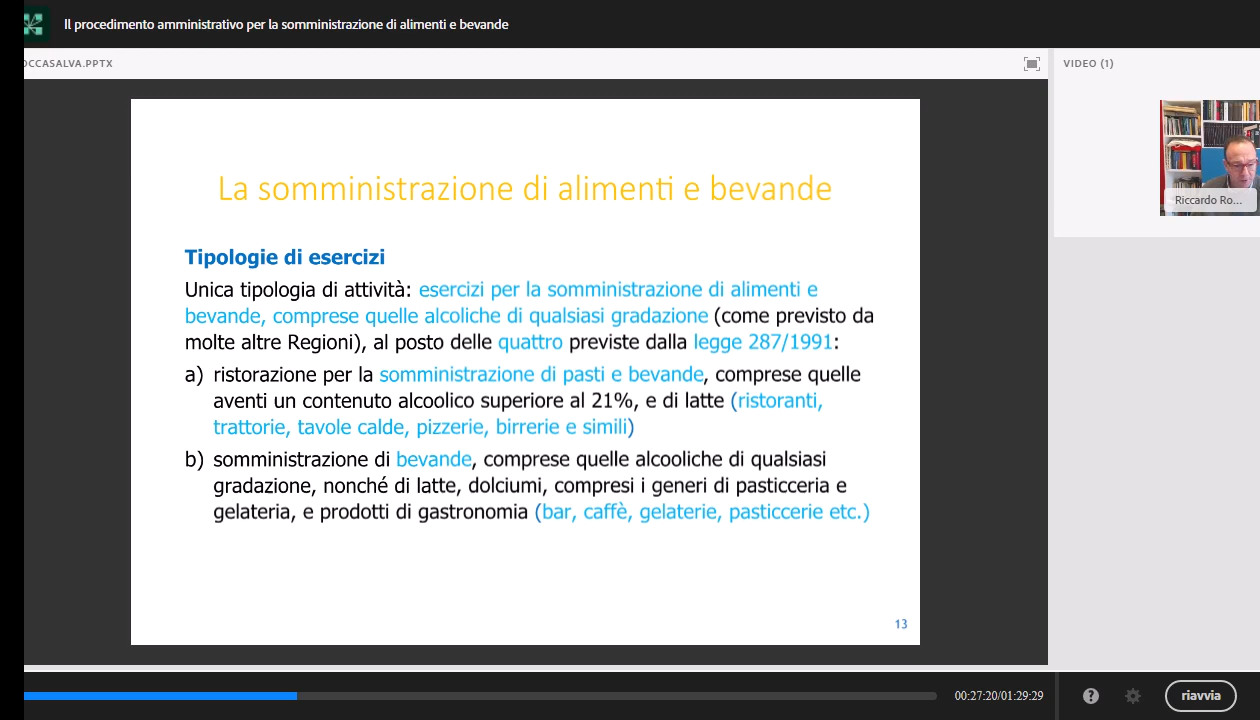 Il procedimento amministrativo per la somministrazione di alimenti e bevande
OCCASALVA.PPTX
VIDEO (1)
Riccardo Ro...
La somministrazione di alimenti e bevande
Tipologie di esercizi
Unica tipologia di attività: esercizi per la somministrazione di alimenti e
bevande, comprese quelle alcoliche di qualsiasi gradazione (come previsto da
molte altre Regioni), al posto delle quattro previste dalla legge 287/1991:
a) ristorazione per la somministrazione di pasti e bevande, comprese quelle
aventi un contenuto alcoolico superiore al 21%, e di latte (ristoranti,
trattorie, tavole calde, pizzerie, birrerie e simili)
b) somministrazione di bevande, comprese quelle alcooliche di qualsiasi
gradazione, nonché di latte, dolciumi, compresi i generi di pasticceria e
gelateria, e prodotti di gastronomia (bar, caffè, gelaterie, pasticcerie etc.)
13
00:27:20/01:29:29
?
riavvia